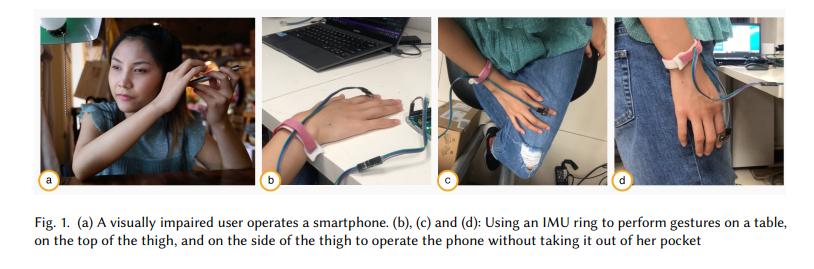 a
b
c
d
Fig. 1. (a) A visually impaired user operates a smartphone. (b), (c) and (d): Using an IMU ring to perform gestures on a table,
on the top of the thigh, and on the side of the thigh to operate the phone without taking it out of her pocket